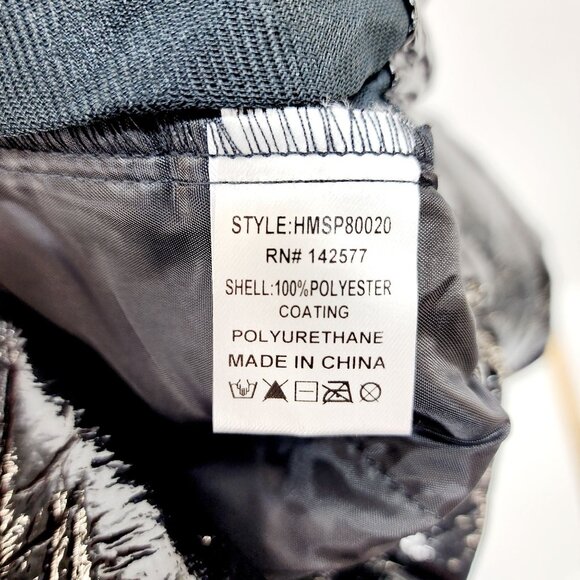 STYLE:HMSP80020
RN# 142577
SHELL:100%POLYESTER
COATING
POLYURETHANE
MADE IN CHINA